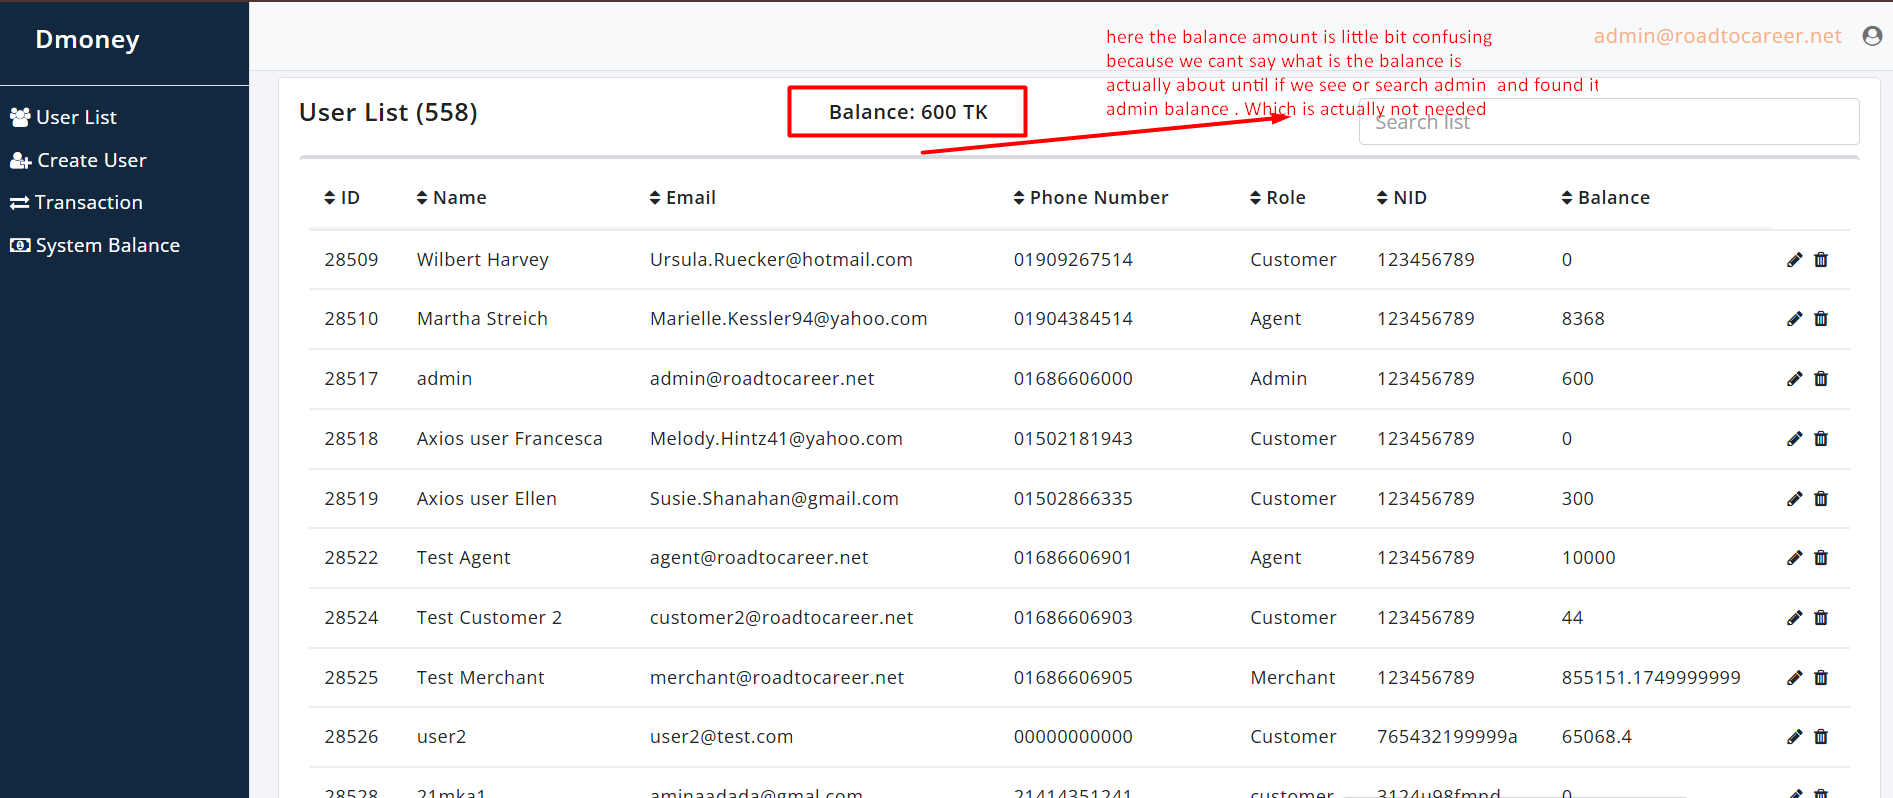 Dmoney
here the balance amount is little bit confusing
because we cant say what is the balance is
actually about until if we see or search admin and found it
admin balance . Which is actually not needed
admin@roadtocareer.net
User List
Create User
Transaction
System Balance
User List (558)
Balance: 600 TK
Search list
ID Name Email Phone Number Role NID Balance
28509 Wilbert Harvey Ursula.Ruecker@hotmail.com 01909267514 Customer 123456789 0
28510 Martha Streich Marielle.Kessler94@yahoo.com 01904384514 Agent 123456789 8368
28517 admin admin@roadtocareer.net 01686606000 Admin 123456789 600
28518 Axios user Francesca Melody.Hintz41@yahoo.com 01502181943 Customer 123456789 0
28519 Axios user Ellen Susie.Shanahan@gmail.com 01502866335 Customer 123456789 300
28522 Test Agent agent@roadtocareer.net 01686606901 Agent 123456789 10000
28524 Test Customer 2 customer2@roadtocareer.net 01686606903 Customer 123456789 44
28525 Test Merchant merchant@roadtocareer.net 01686606905 Merchant 123456789 855151.1749999999
28526 user2 user2@test.com 00000000000 Customer 765432199999a 65068.4
28528 21mka1 aminaadada@gmal.com 21414351241 customer 3124u98fmnd 0